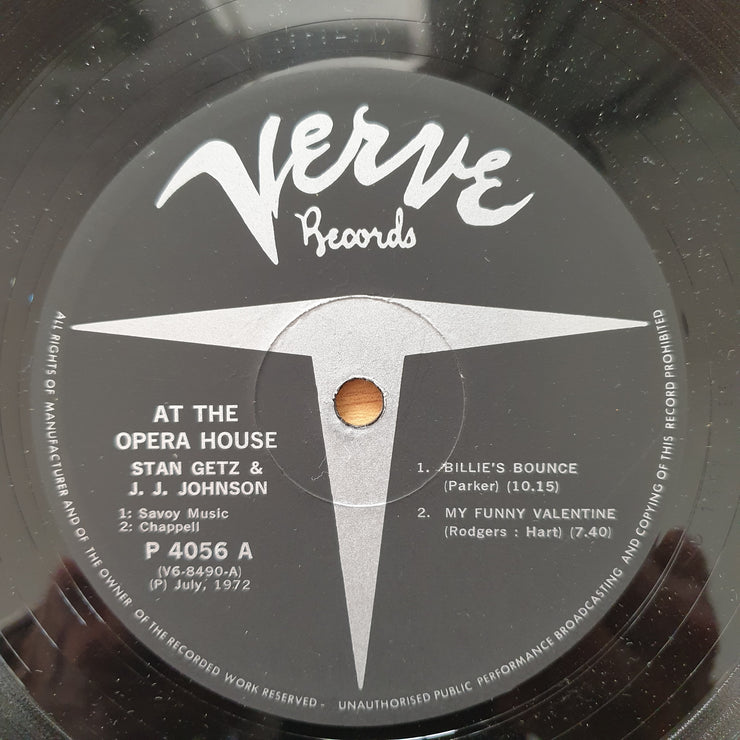 Verve
Records
AT THE
OPERA HOUSE
STAN GETZ &
J. J. JOHNSON
1: Savoy Music
2: Chappell
P 4056 A
(V6-8490-A)
(P) July, 1972
1. BILLIE'S BOUNCE
(Parker) (10.15)
2. MY FUNNY VALENTINE
(Rodgers : Hart) (7.40)
ALL RIGHTS OF MANUFACTURER AND OF THE OWNER OF THE RECORDED WORK RESERVED - UNAUTHORISED PUBLIC PERFORMANCE BROADCASTING AND COPYING OF THIS RECORD PROHIBITED